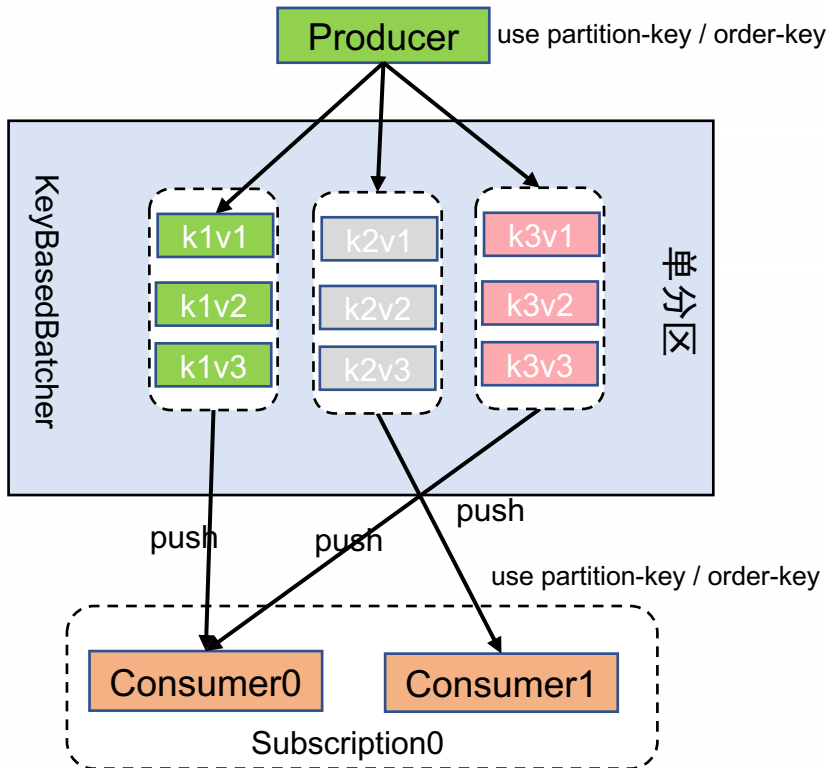 Producer
use partition-key / order-key
KeyBasedBatcher
k1v1
k2v1
k3v1
k1v2
k2v2
k3v2
k1v3
k2v3
k3v3
单分区
push
push
push
use partition-key / order-key
Consumer0
Consumer1
Subscription0